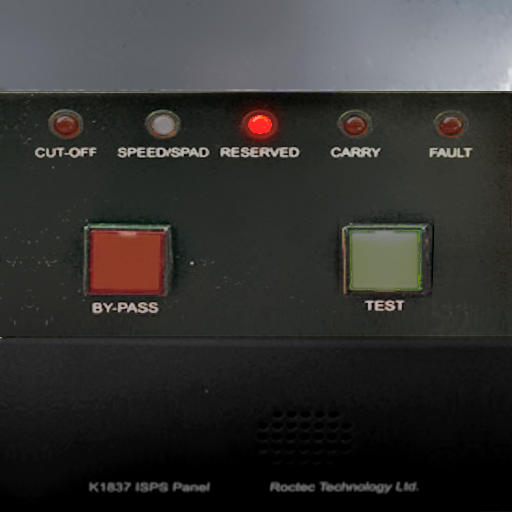 CUT-OFF SPEED/SPAD RESERVED CARRY FAULT
BY-PASS TEST
K1837 ISPS Panel Roctec Technology Ltd.